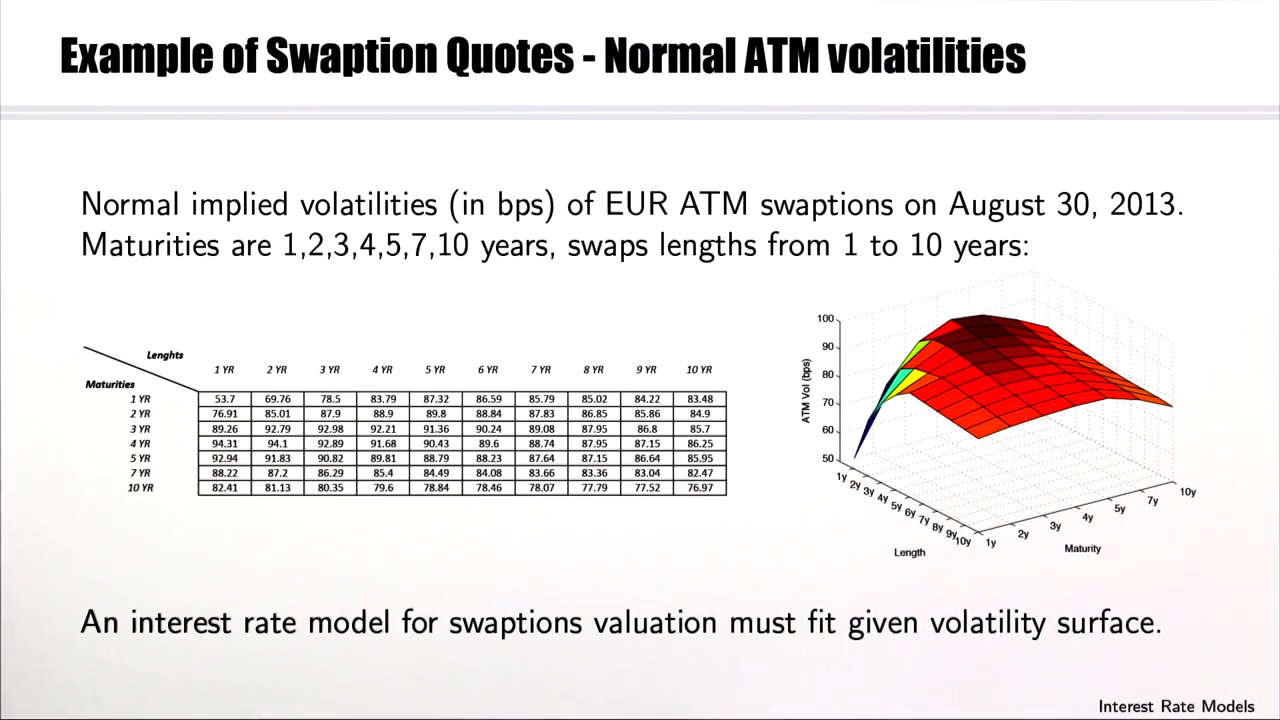 Example of Swaption Quotes - Normal ATM volatilities
Normal implied volatilities (in bps) of EUR ATM swaptions on August 30, 2013.
Maturities are 1,2,3,4,5,7,10 years, swaps lengths from 1 to 10 years:
Lenghts
1 YR 2 YR 3 YR 4 YR 5 YR 6 YR 7 YR 8 YR 9 YR 10 YR
Maturities
1 YR 53.7 69.76 78.5 83.79 87.32 86.59 85.79 85.02 84.22 83.48
2 YR 76.91 85.01 87.9 88.9 89.8 88.84 87.83 86.85 85.86 84.9
3 YR 89.26 92.79 92.98 92.21 91.36 90.24 89.08 87.95 86.8 85.7
4 YR 94.31 94.1 92.89 91.68 90.43 89.6 88.74 87.95 87.15 86.25
5 YR 92.94 91.83 90.82 89.81 88.79 88.23 87.64 87.15 86.64 85.95
7 YR 88.22 87.2 86.29 85.4 84.49 84.08 83.66 83.36 83.04 82.47
10 YR 82.41 81.13 80.35 79.6 78.84 78.46 78.07 77.79 77.52 76.97
100
90
80
70
60
50
ATM Vol (bps)
1y 2y 3y 4y 5y 6y 7y 8y 9y 10y
Length
1y 2y 3y 4y 5y 7y 10y
Maturity
An interest rate model for swaptions valuation must fit given volatility surface.
Interest Rate Models